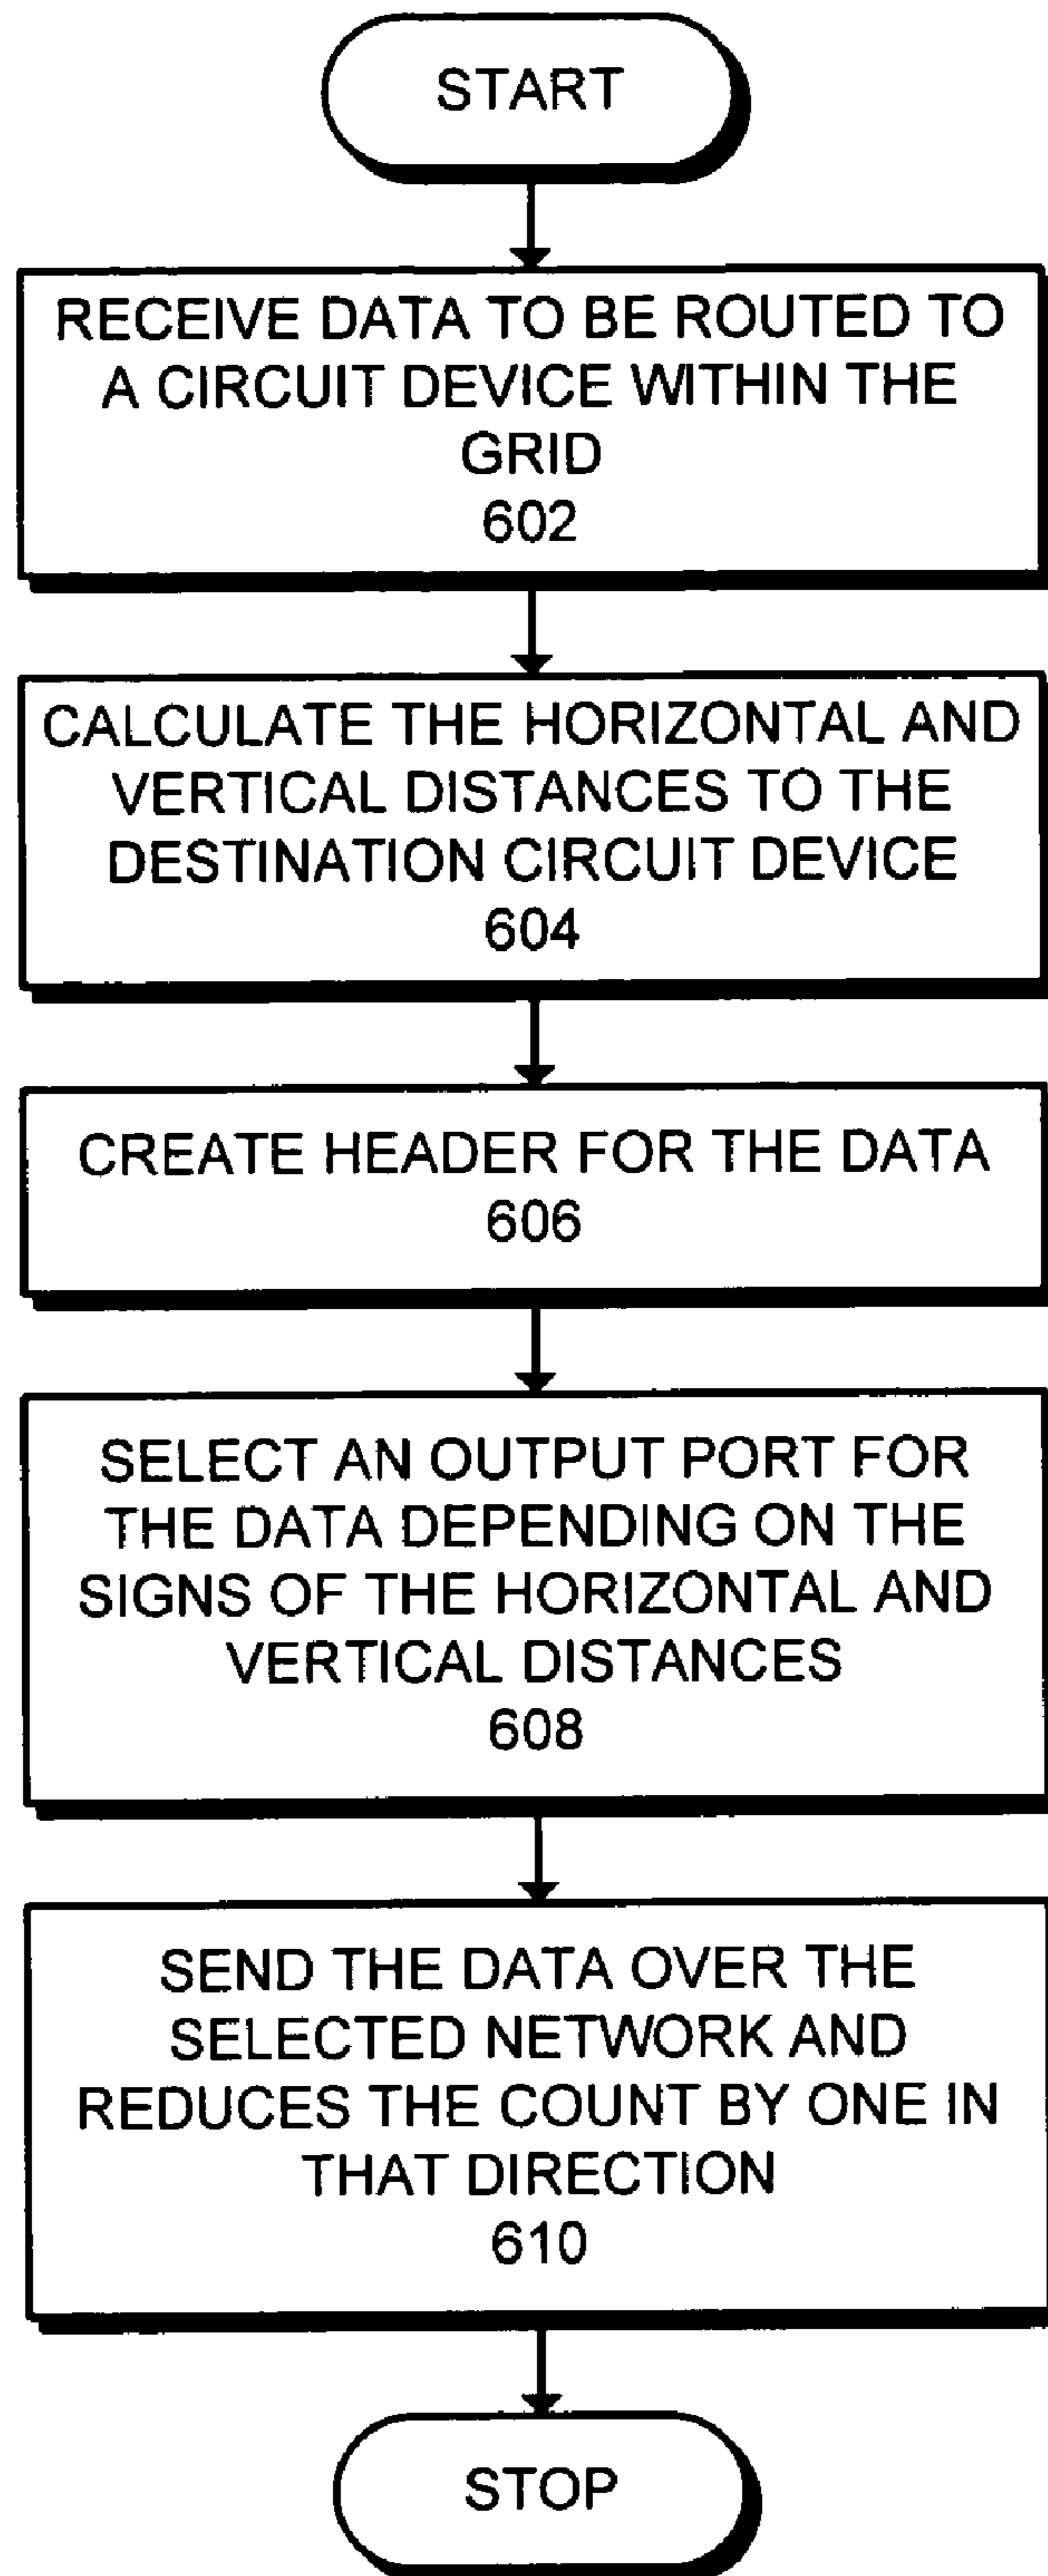 START
RECEIVE DATA TO BE ROUTED TO
A CIRCUIT DEVICE WITHIN THE
GRID
602
CALCULATE THE HORIZONTAL AND
VERTICAL DISTANCES TO THE
DESTINATION CIRCUIT DEVICE
604
CREATE HEADER FOR THE DATA
606
SELECT AN OUTPUT PORT FOR
THE DATA DEPENDING ON THE
SIGNS OF THE HORIZONTAL AND
VERTICAL DISTANCES
608
SEND THE DATA OVER THE
SELECTED NETWORK AND
REDUCES THE COUNT BY ONE IN
THAT DIRECTION
610
STOP